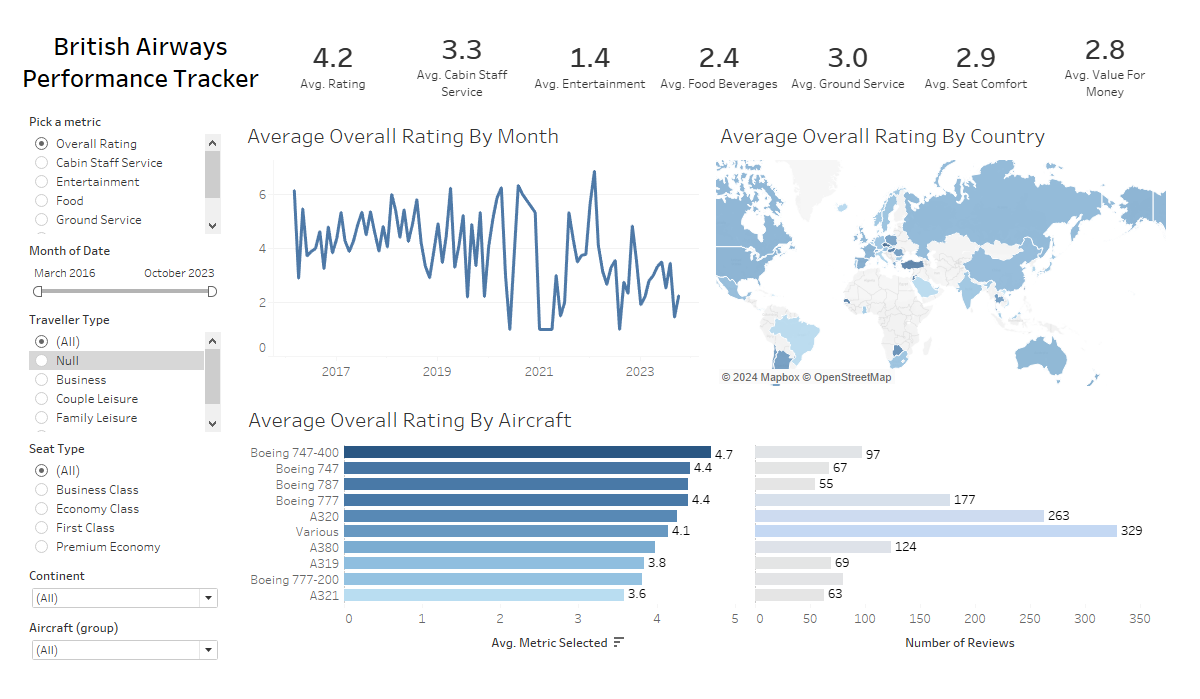 British Airways
Performance Tracker
4.2
Avg. Rating
3.3
Avg. Cabin Staff
Service
1.4
Avg. Entertainment
2.4
Avg. Food Beverages
3.0
Avg. Ground Service
2.9
Avg. Seat Comfort
2.8
Avg. Value For
Money
Pick a metric
Overall Rating
Cabin Staff Service
Entertainment
Food
Ground Service
Month of Date
March 2016 October 2023
Traveller Type
(All)
Null
Business
Couple Leisure
Family Leisure
Seat Type
(All)
Business Class
Economy Class
First Class
Premium Economy
Continent
(All)
Aircraft (group)
(All)
Average Overall Rating By Month
6
4
2
0
2017 2019 2021 2023
Average Overall Rating By Country
© 2024 Mapbox © OpenStreetMap
Average Overall Rating By Aircraft
Boeing 747-400 4.7 97
Boeing 747 4.4 67
Boeing 787 55
Boeing 777 4.4 177
A320 263
Various 4.1 329
A380 124
A319 3.8 69
Boeing 777-200
A321 3.6 63
0 1 2 3 4 5 0 50 100 150 200 250 300 350
Avg. Metric Selected Number of Reviews